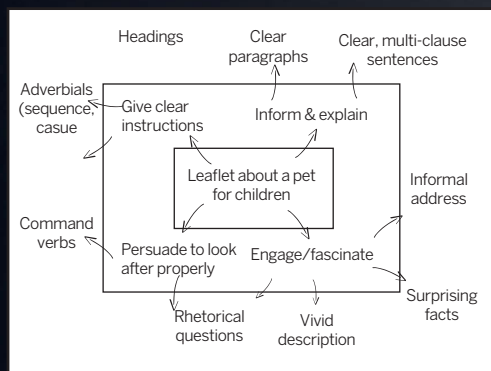 Headings
Clear
paragraphs
Clear, multi-clause
sentences
Adverbials
(sequence,
casue
Give clear
instructions
Inform & explain
Leaflet about a pet
for children
Informal
address
Command
verbs
Persuade to look
after properly
Engage/fascinate
Surprising
facts
Rhetorical
questions
Vivid
description